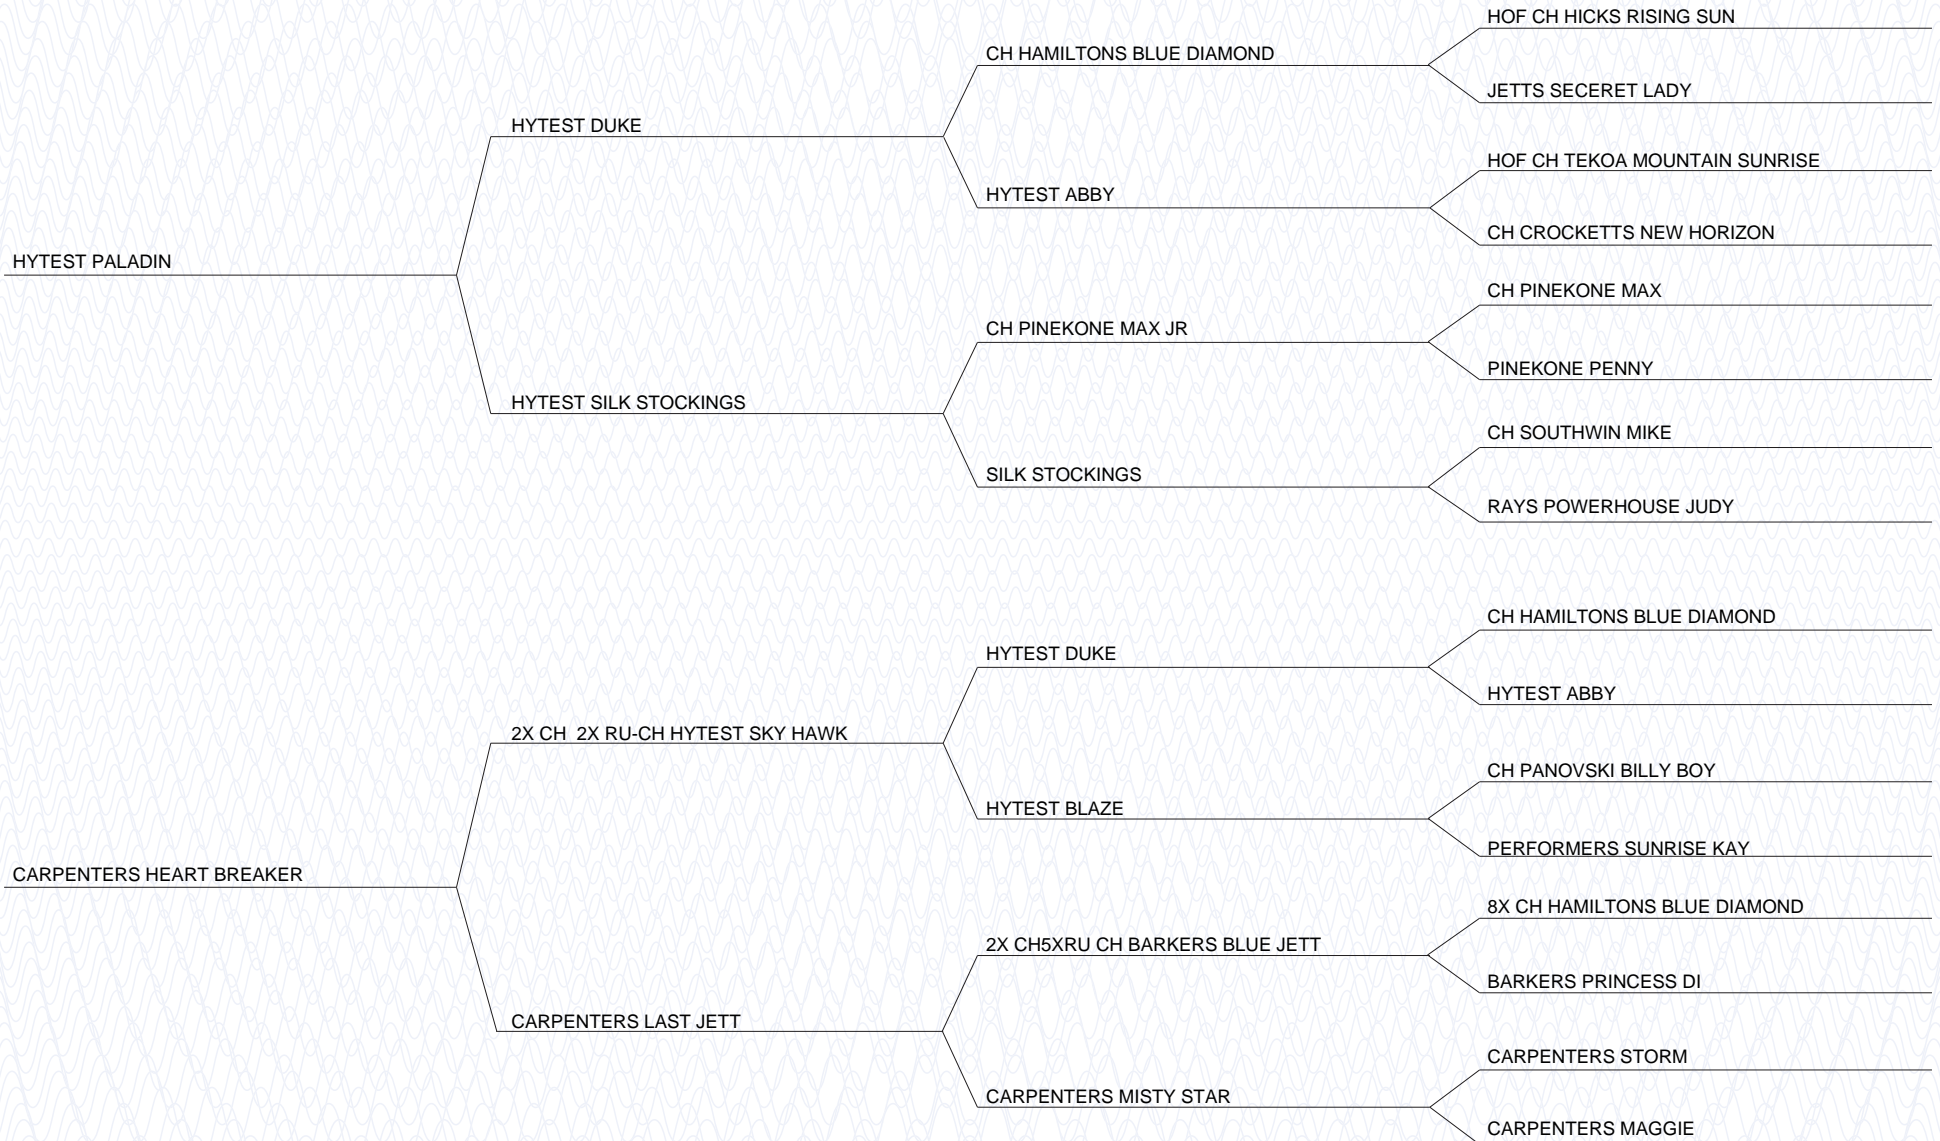 HOF CH HICKS RISING SUN
CH HAMILTONS BLUE DIAMOND
JETTS SECERET LADY
HYTEST DUKE
HOF CH TEKOA MOUNTAIN SUNRISE
HYTEST ABBY
CH CROCKETTS NEW HORIZON
HYTEST PALADIN
CH PINEKONE MAX
CH PINEKONE MAX JR
PINEKONE PENNY
HYTEST SILK STOCKINGS
CH SOUTHWIN MIKE
SILK STOCKINGS
RAYS POWERHOUSE JUDY
CH HAMILTONS BLUE DIAMOND
HYTEST DUKE
HYTEST ABBY
2X CH  2X RU-CH HYTEST SKY HAWK
CH PANOVSKI BILLY BOY
HYTEST BLAZE
PERFORMERS SUNRISE KAY
CARPENTERS HEART BREAKER
8X CH HAMILTONS BLUE DIAMOND
2X CH5XRU CH BARKERS BLUE JETT
BARKERS PRINCESS DI
CARPENTERS LAST JETT
CARPENTERS STORM
CARPENTERS MISTY STAR
CARPENTERS MAGGIE